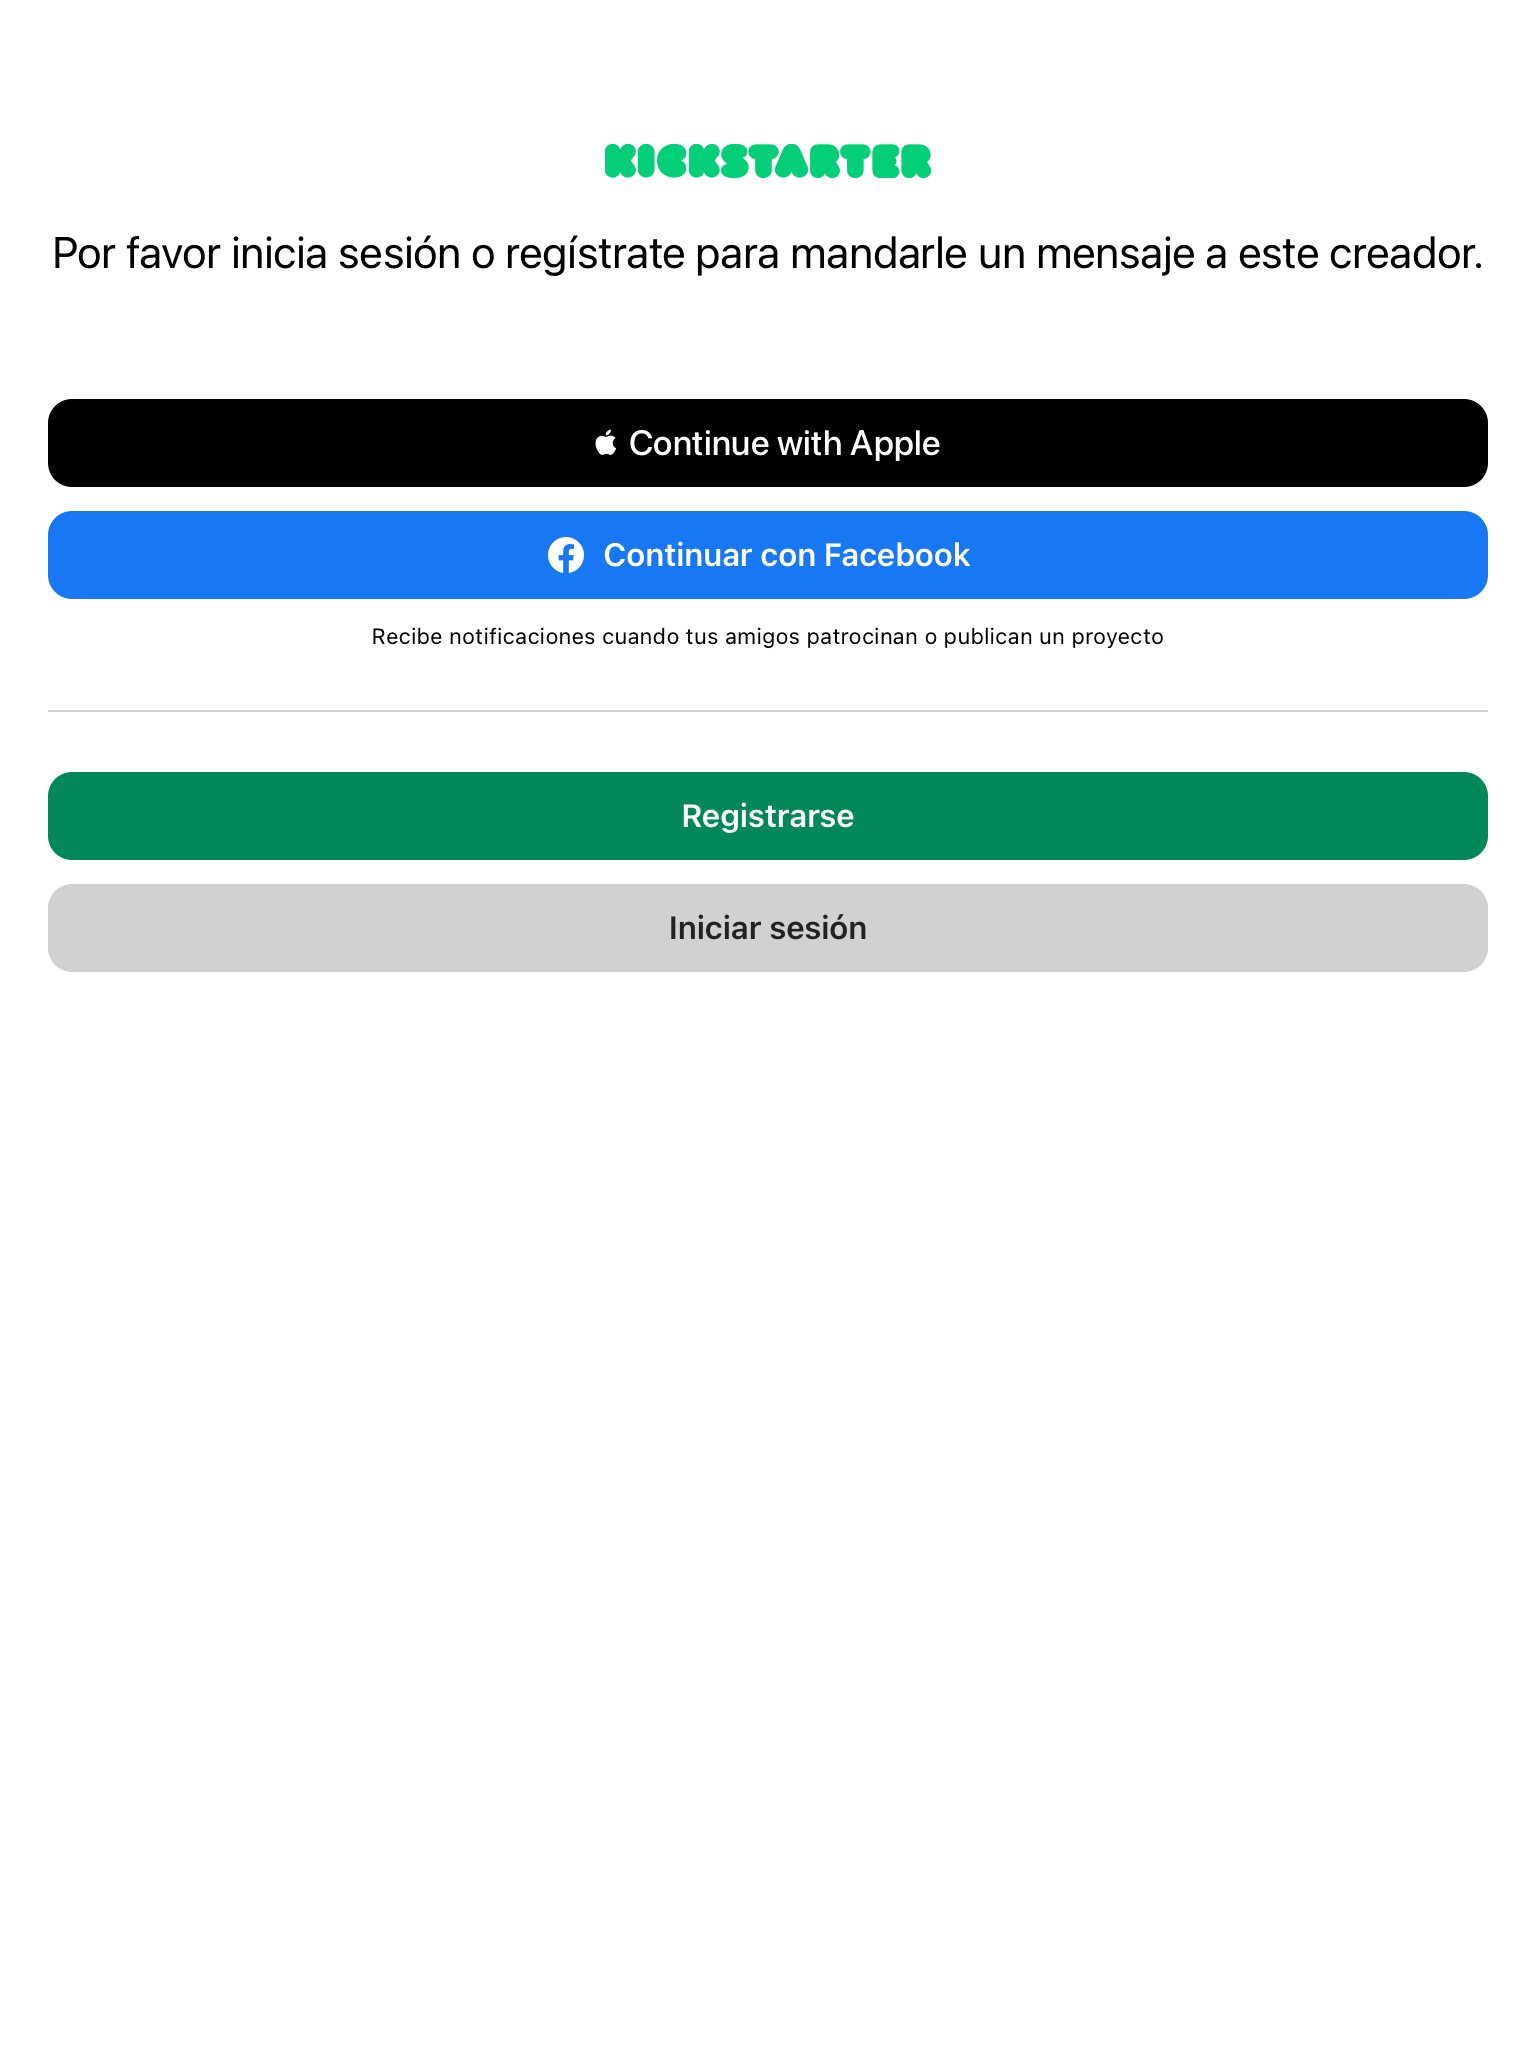 KICKSTARTER
Por favor inicia sesión o regístrate para mandarle un mensaje a este creador.
Continue with Apple
Continuar con Facebook
Recibe notificaciones cuando tus amigos patrocinan o publican un proyecto
Registrarse
Iniciar sesión